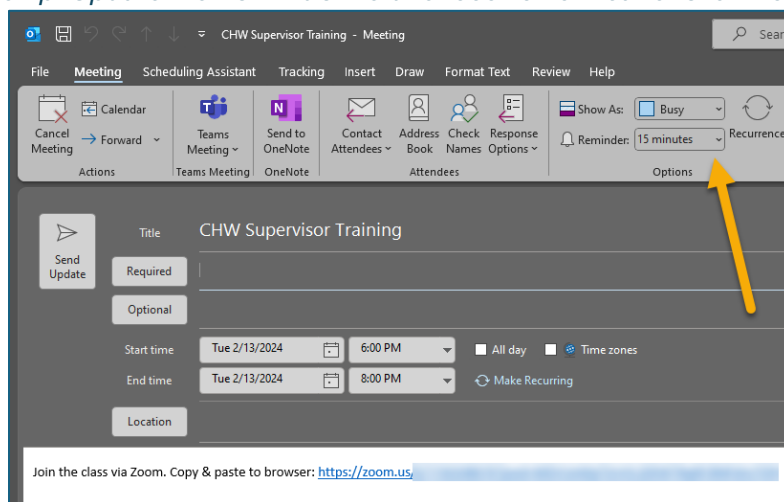 CHW Supervisor Training - Meeting
File Meeting Scheduling Assistant Tracking Insert Draw Format Text Review Help
Cancel Meeting
Calendar
Forward
Teams Meeting
Send to OneNote
Contact Attendees
Address Book
Check Names
Response Options
Show As: Busy
Reminder: 15 minutes
Recurrence
Actions Teams Meeting OneNote Attendees Options
Send Update
Title CHW Supervisor Training
Required
Optional
Start time Tue 2/13/2024 6:00 PM All day Time zones
End time Tue 2/13/2024 8:00 PM Make Recurring
Location
Join the class via Zoom. Copy & paste to browser: https://zoom.us/